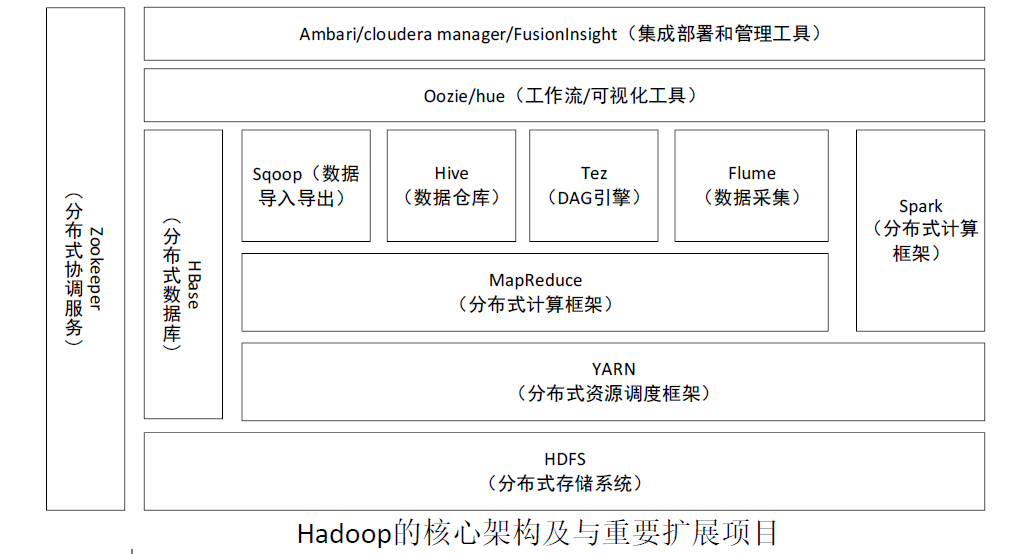 Ambari/cloudera manager/FusionInsight（集成部署和管理工具）
Oozie/hue（工作流/可视化工具）
Zookeeper
（分布式协调服务）
HBase
（分布式数据库）
Sqoop（数据
导入导出）
Hive
（数据仓库）
Tez
（DAG引擎）
Flume
（数据采集）
Spark
（分布式计算
框架）
MapReduce
（分布式计算框架）
YARN
（分布式资源调度框架）
HDFS
（分布式存储系统）
Hadoop的核心架构及与重要扩展项目